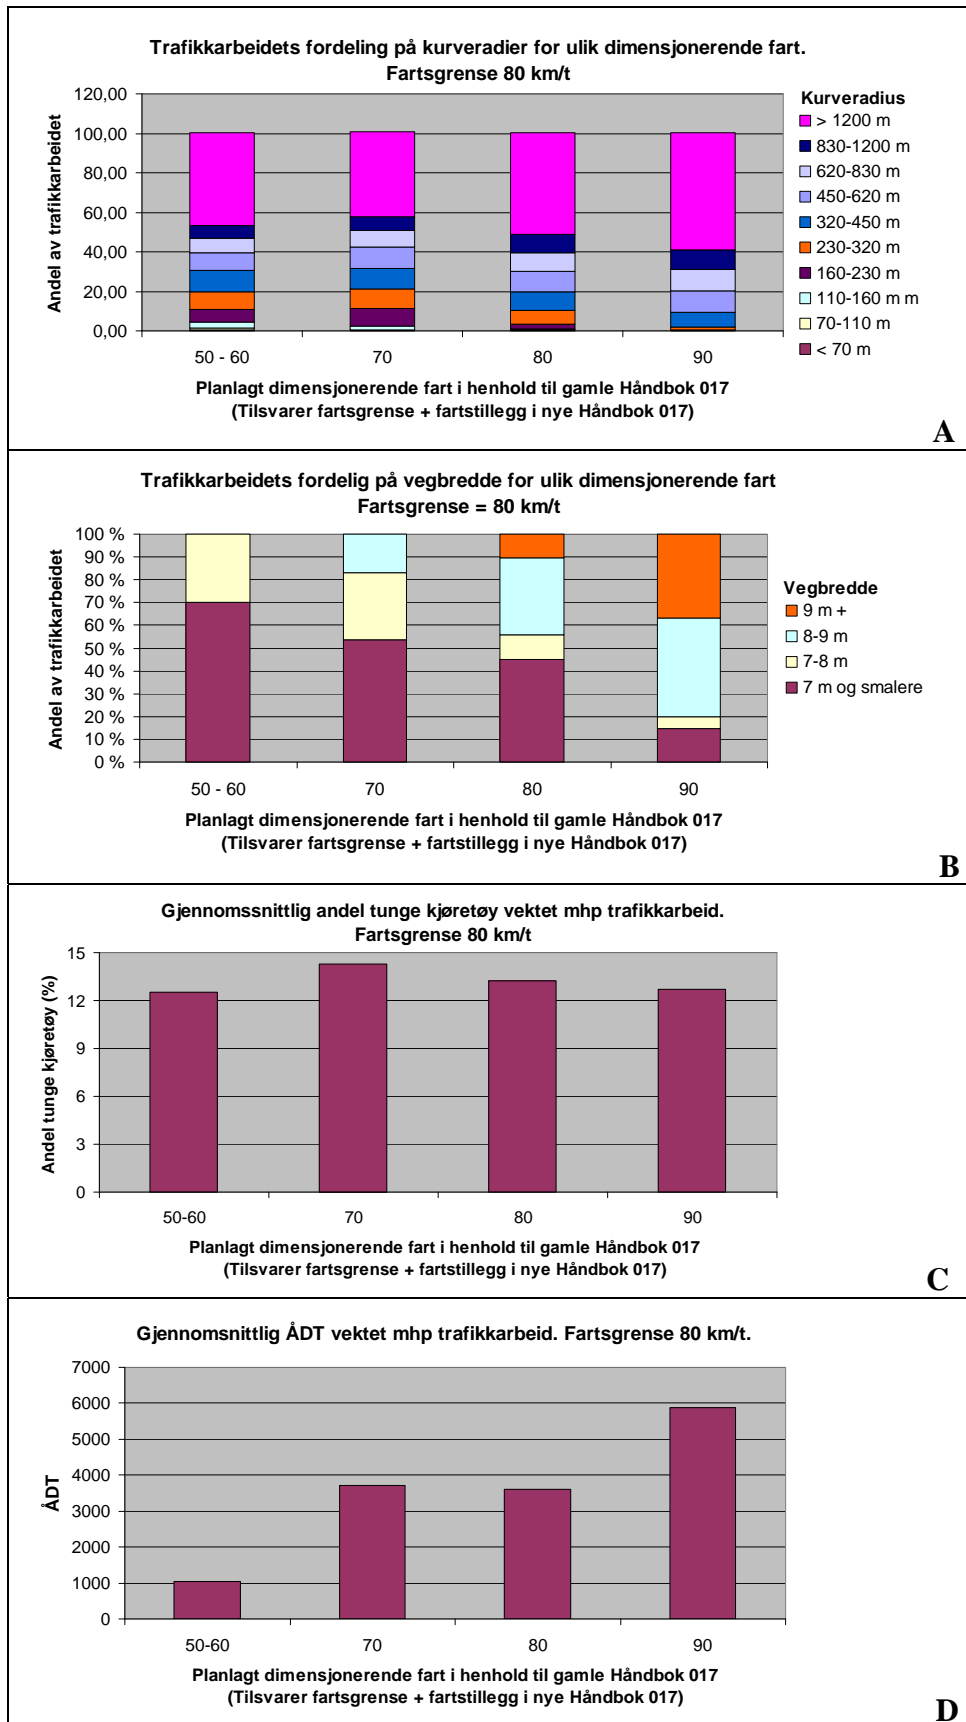 Trafikkarbeidets fordeling på kurveradier for ulik dimensjonerende fart.
Fartsgrense 80 km/t
Andel av trafikkarbeidet
120,00
100,00
80,00
60,00
40,00
20,00
0,00
50 - 60
70
80
90
Planlagt dimensjonerende fart i henhold til gamle Håndbok 017
(Tilsvarer fartsgrense + fartstillegg i nye Håndbok 017)
Kurveradius
> 1200 m
830-1200 m
620-830 m
450-620 m
320-450 m
230-320 m
160-230 m
110-160 m m
70-110 m
< 70 m
A
Trafikkarbeidets fordelig på vegbredde for ulik dimensjonerende fart
Fartsgrense = 80 km/t
Andel av trafikkarbeidet
100 %
90 %
80 %
70 %
60 %
50 %
40 %
30 %
20 %
10 %
0 %
50 - 60
70
80
90
Planlagt dimensjonerende fart i henhold til gamle Håndbok 017
(Tilsvarer fartsgrense + fartstillegg i nye Håndbok 017)
Vegbredde
9 m +
8-9 m
7-8 m
7 m og smalere
B
Gjennomssnittlig andel tunge kjøretøy vektet mhp trafikkarbeid.
Fartsgrense 80 km/t
Andel tunge kjøretøy (%)
15
12
9
6
3
0
50-60
70
80
90
Planlagt dimensjonerende fart i henhold til gamle Håndbok 017
(Tilsvarer fartsgrense + fartstillegg i nye Håndbok 017)
C
Gjennomsnittlig ÅDT vektet mhp trafikkarbeid. Fartsgrense 80 km/t.
ÅDT
7000
6000
5000
4000
3000
2000
1000
0
50-60
70
80
90
Planlagt dimensjonerende fart i henhold til gamle Håndbok 017
(Tilsvarer fartsgrense + fartstillegg i nye Håndbok 017)
D